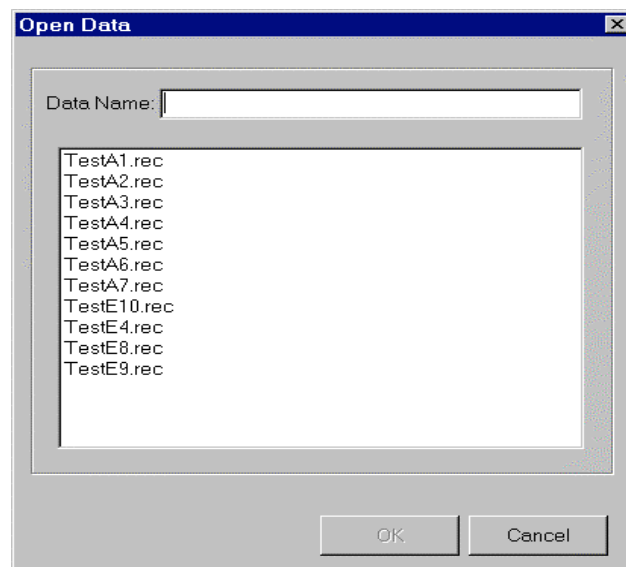 Open Data
Data Name:
TestA1.rec
TestA2.rec
TestA3.rec
TestA4.rec
TestA5.rec
TestA6.rec
TestA7.rec
TestE10.rec
TestE4.rec
TestE8.rec
TestE9.rec
OK Cancel